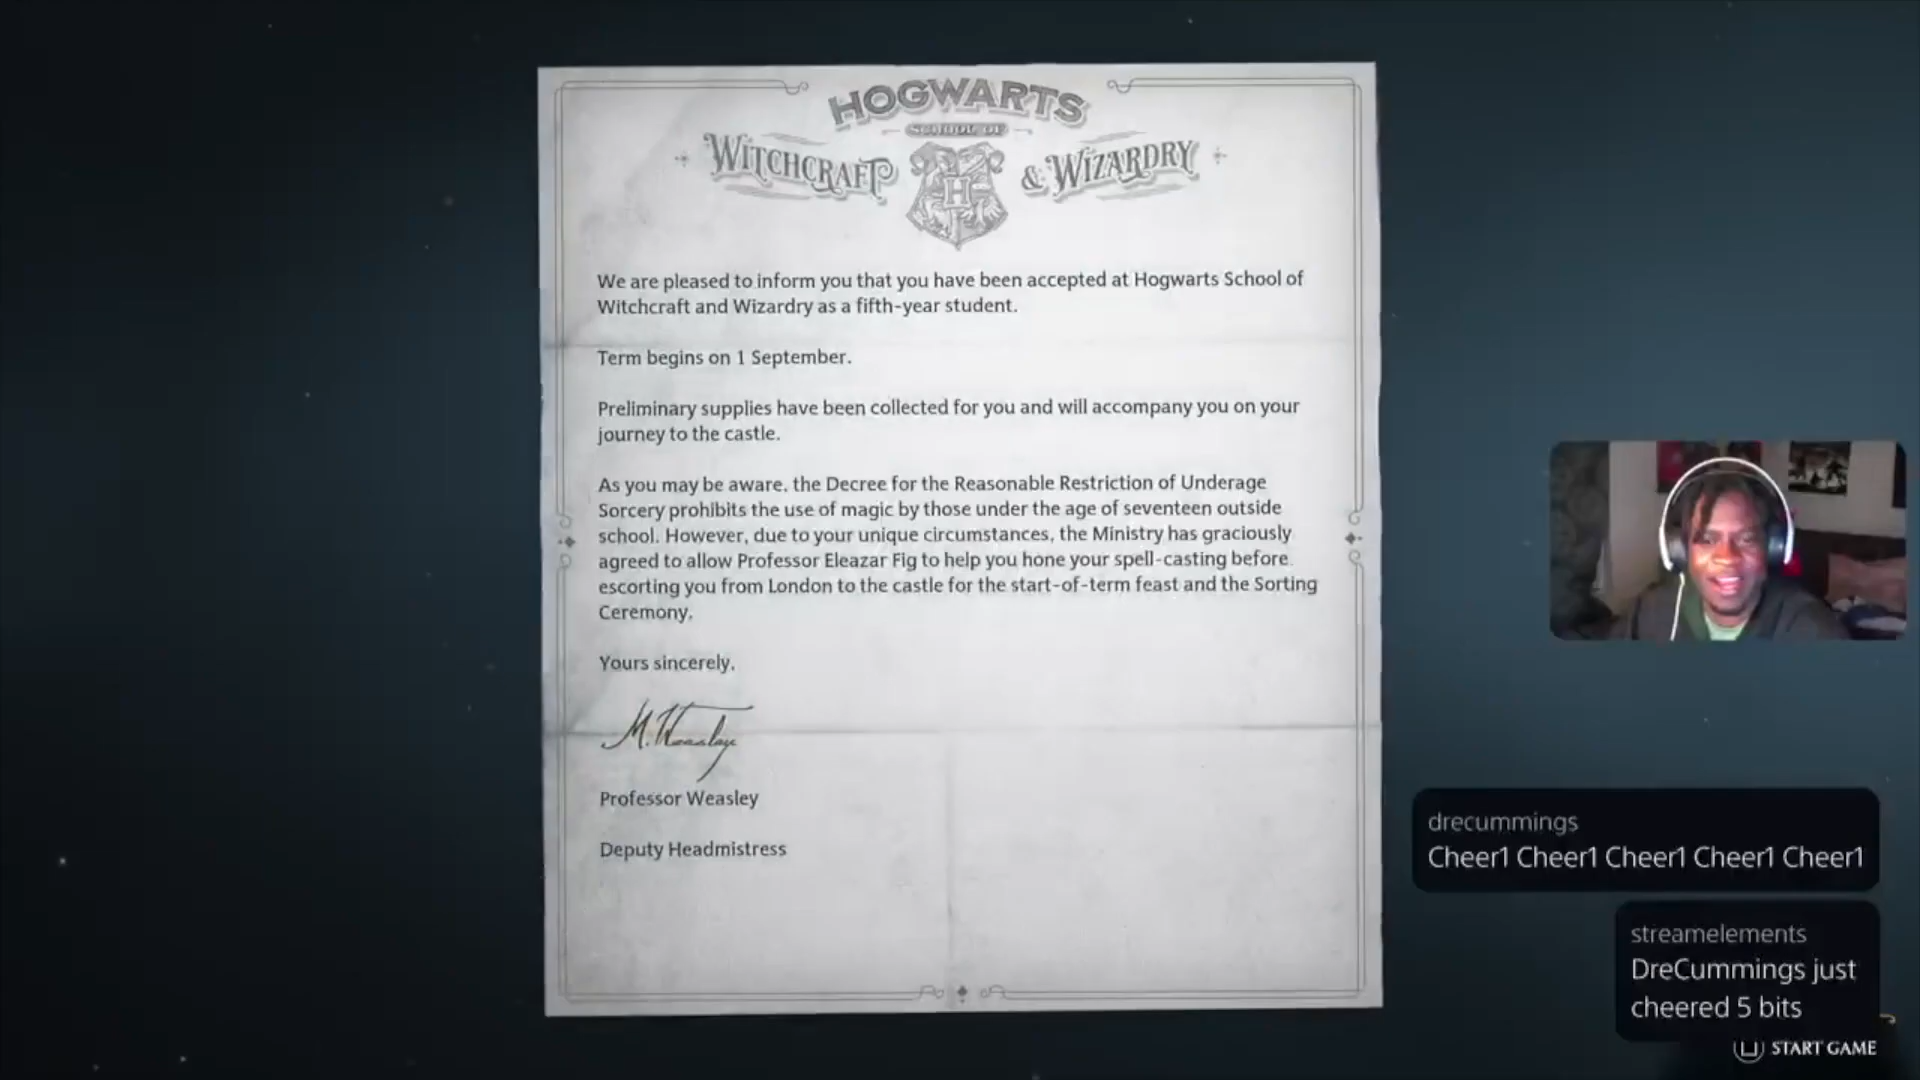 HOGWARTS
SCHOOL OF
WITCHCRAFT & WIZARDRY
H
We are pleased to inform you that you have been accepted at Hogwarts School of
Witchcraft and Wizardry as a fifth-year student.
Term begins on 1 September.
Preliminary supplies have been collected for you and will accompany you on your
journey to the castle.
As you may be aware, the Decree for the Reasonable Restriction of Underage
Sorcery prohibits the use of magic by those under the age of seventeen outside
school. However, due to your unique circumstances, the Ministry has graciously
agreed to allow Professor Eleazar Fig to help you hone your spell-casting before
escorting you from London to the castle for the start-of-term feast and the Sorting
Ceremony.
Yours sincerely,
M. Weasley
Professor Weasley
Deputy Headmistress
drecummings
Cheer1 Cheer1 Cheer1 Cheer1 Cheer1
streamelements
DreCummings just
cheered 5 bits
START GAME